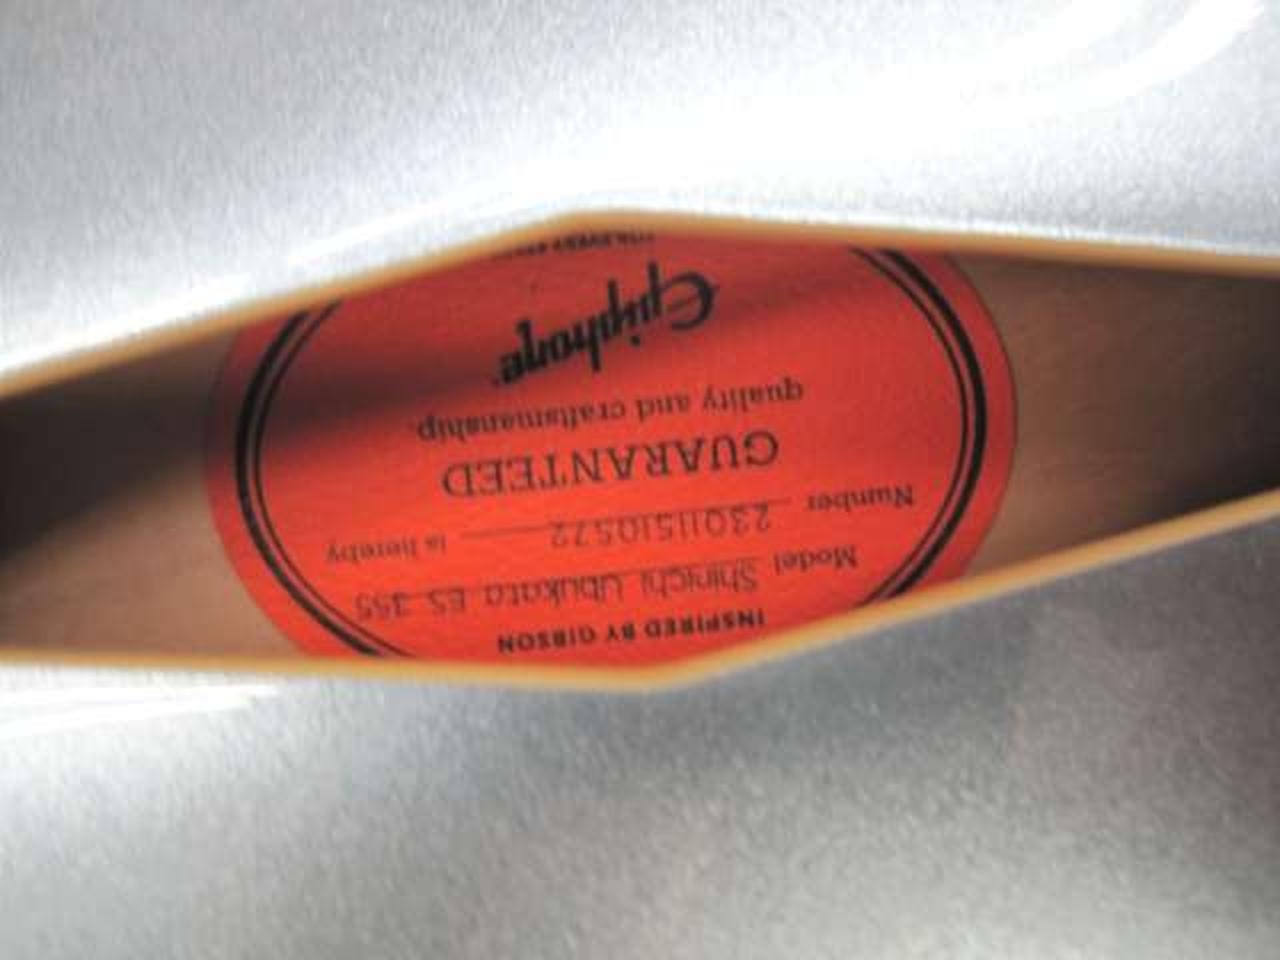 Epiphone
quality and craftsmanship.
GUARANTEED
Number 23011510572 is hereby
Model Shinichi Ubukata ES 355
INSPIRED BY GIBSON